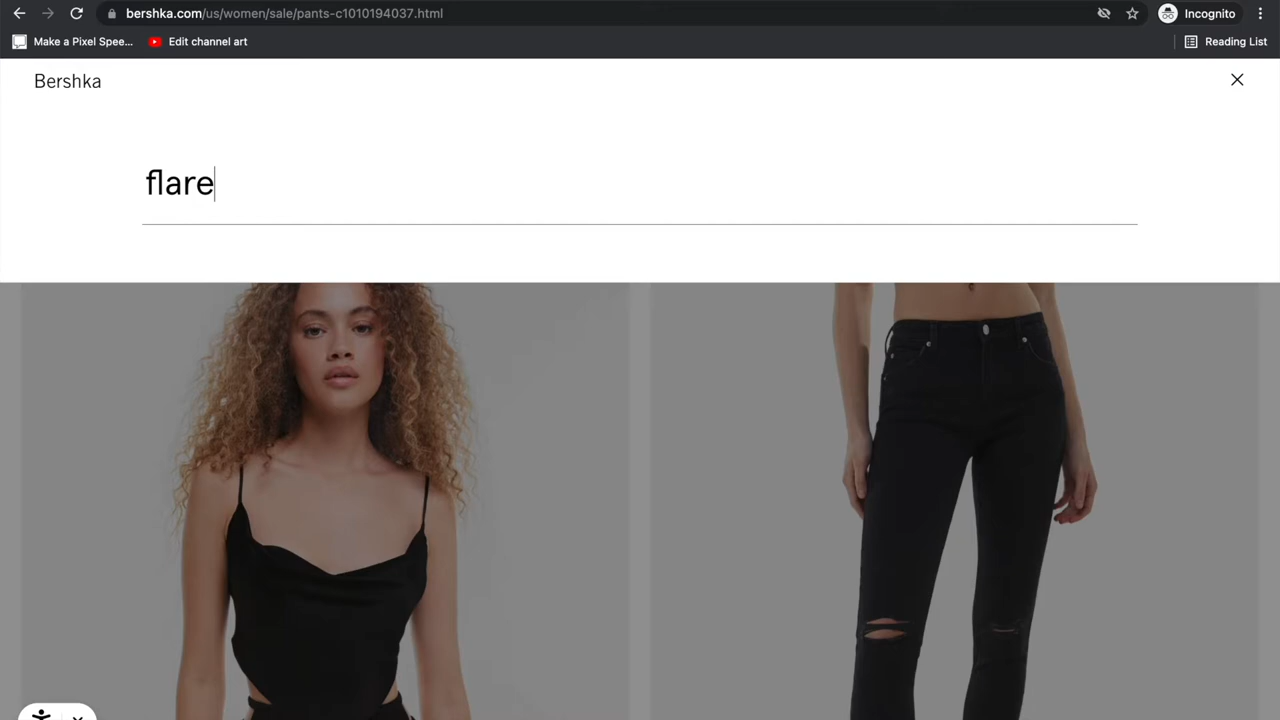 bershka.com/us/women/sale/pants-c1010194037.html
Incognito
Make a Pixel Spee...
Edit channel art
Reading List
Bershka
flare